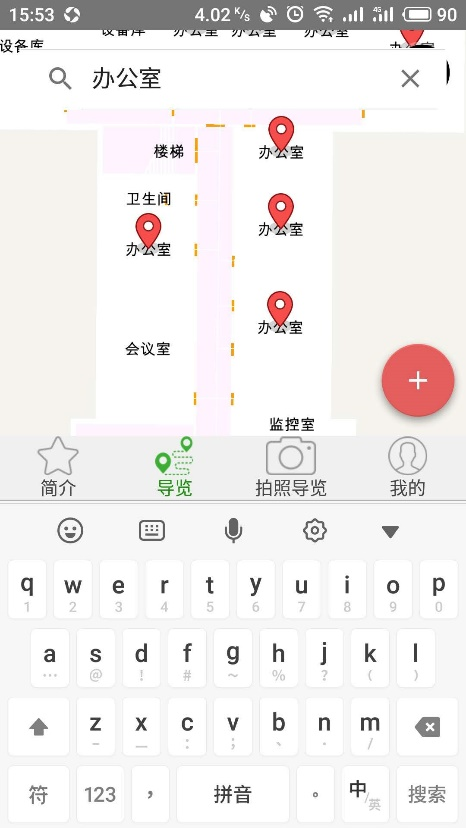 15:53 4.02 K/s 4G 90
设备库 办公室 办公室 办公室
设备库
办公室
办公室
楼梯 办公室
卫生间
办公室
办公室
办公室
会议室
监控室
+
简介 导览 拍照导览 我的
q w e r t y u i o p
1 2 3 4 5 6 7 8 9 0
a s d f g h j k l
… @ ! # ~ % ? ( )
z x c v b n m
- _ : ; 、 · /
符 123 ， 拼音 。 中/英 搜索